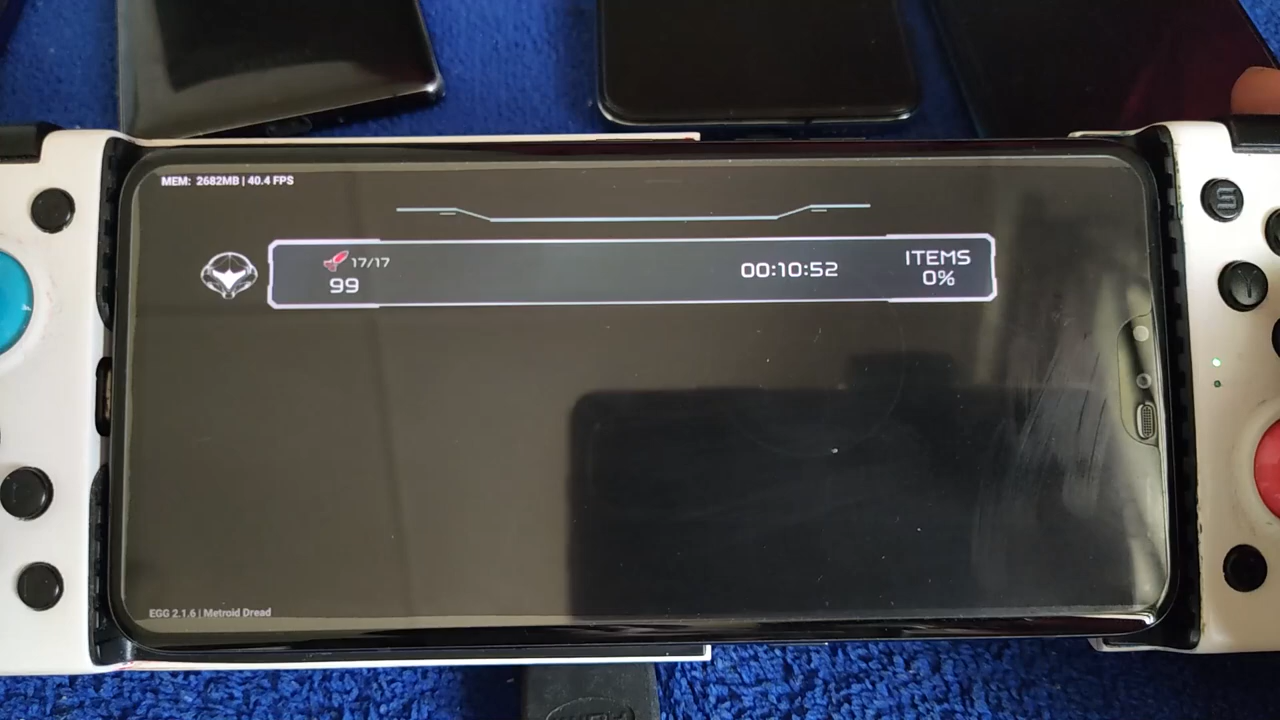 MEM: 2682MB | 40.4 FPS
17/17
99
00:10:52
ITEMS
0%
EGG 2.1.6 | Metroid Dread
S
Y